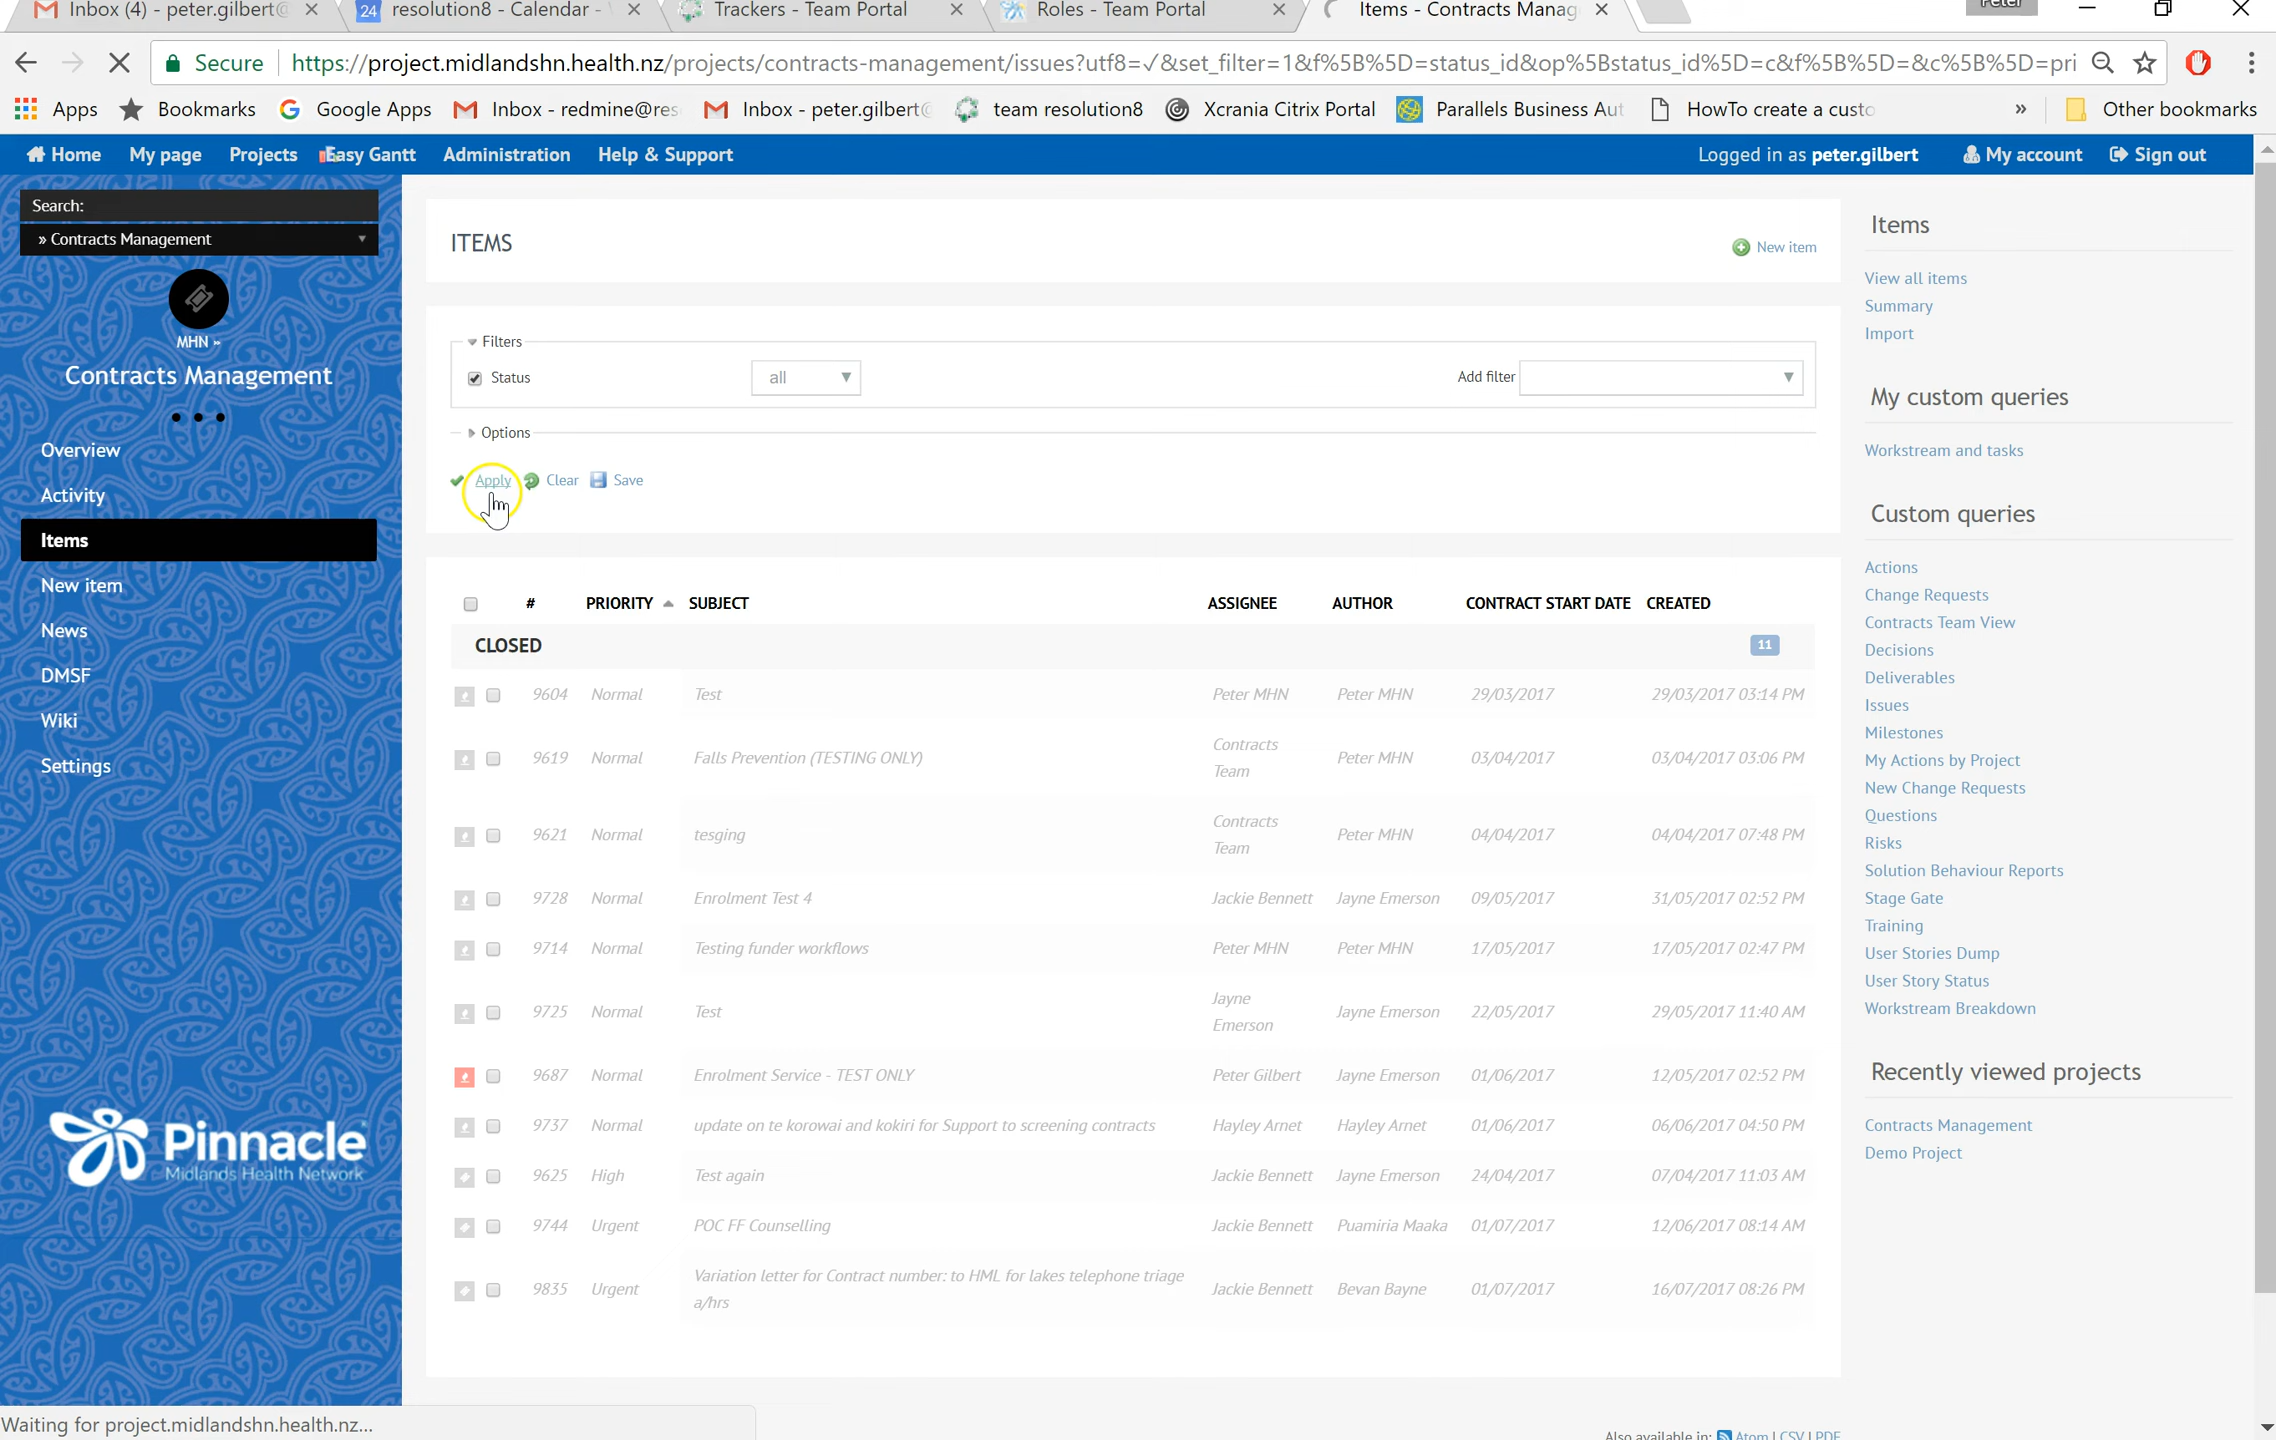 Inbox (4) - peter.gilbert@
24 resolution8 - Calendar -
Trackers - Team Portal
Roles - Team Portal
Items - Contracts Manag
Secure https://project.midlandshn.health.nz/projects/contracts-management/issues?utf8=✓&set_filter=1&f%5B%5D=status_id&op%5Bstatus_id%5D=c&f%5B%5D=&c%5B%5D=pri
Apps Bookmarks Google Apps Inbox - redmine@res Inbox - peter.gilbert@ team resolution8 Xcrania Citrix Portal Parallels Business Aut HowTo create a custo » Other bookmarks
Home My page Projects Easy Gantt Administration Help & Support Logged in as peter.gilbert My account Sign out
Search:
» Contracts Management
MHN »
Contracts Management
Overview
Activity
Items
New item
News
DMSF
Wiki
Settings
Pinnacle
Midlands Health Network
Waiting for project.midlandshn.health.nz...
ITEMS
New item
Filters
Status all Add filter
Options
Apply Clear Save
# PRIORITY SUBJECT ASSIGNEE AUTHOR CONTRACT START DATE CREATED
CLOSED 11
9604 Normal Test Peter MHN Peter MHN 29/03/2017 29/03/2017 03:14 PM
9619 Normal Falls Prevention (TESTING ONLY) Contracts Team Peter MHN 03/04/2017 03/04/2017 03:06 PM
9621 Normal tesging Contracts Team Peter MHN 04/04/2017 04/04/2017 07:48 PM
9728 Normal Enrolment Test 4 Jackie Bennett Jayne Emerson 09/05/2017 31/05/2017 02:52 PM
9714 Normal Testing funder workflows Peter MHN Peter MHN 17/05/2017 17/05/2017 02:47 PM
9725 Normal Test Jayne Emerson Jayne Emerson 22/05/2017 29/05/2017 11:40 AM
9687 Normal Enrolment Service - TEST ONLY Peter Gilbert Jayne Emerson 01/06/2017 12/05/2017 02:52 PM
9737 Normal update on te korowai and kokiri for Support to screening contracts Hayley Arnet Hayley Arnet 01/06/2017 06/06/2017 04:50 PM
9625 High Test again Jackie Bennett Jayne Emerson 24/04/2017 07/04/2017 11:03 AM
9744 Urgent POC FF Counselling Jackie Bennett Puamiria Maaka 01/07/2017 12/06/2017 08:14 AM
9835 Urgent Variation letter for Contract number: to HML for lakes telephone triage a/hrs Jackie Bennett Bevan Bayne 01/07/2017 16/07/2017 08:26 PM
Also available in: Atom | CSV | PDF
Items
View all items
Summary
Import
My custom queries
Workstream and tasks
Custom queries
Actions
Change Requests
Contracts Team View
Decisions
Deliverables
Issues
Milestones
My Actions by Project
New Change Requests
Questions
Risks
Solution Behaviour Reports
Stage Gate
Training
User Stories Dump
User Story Status
Workstream Breakdown
Recently viewed projects
Contracts Management
Demo Project